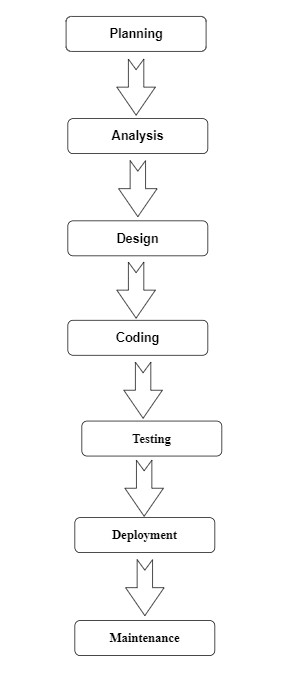 Planning
Analysis
Design
Coding
Testing
Deployment
Maintenance